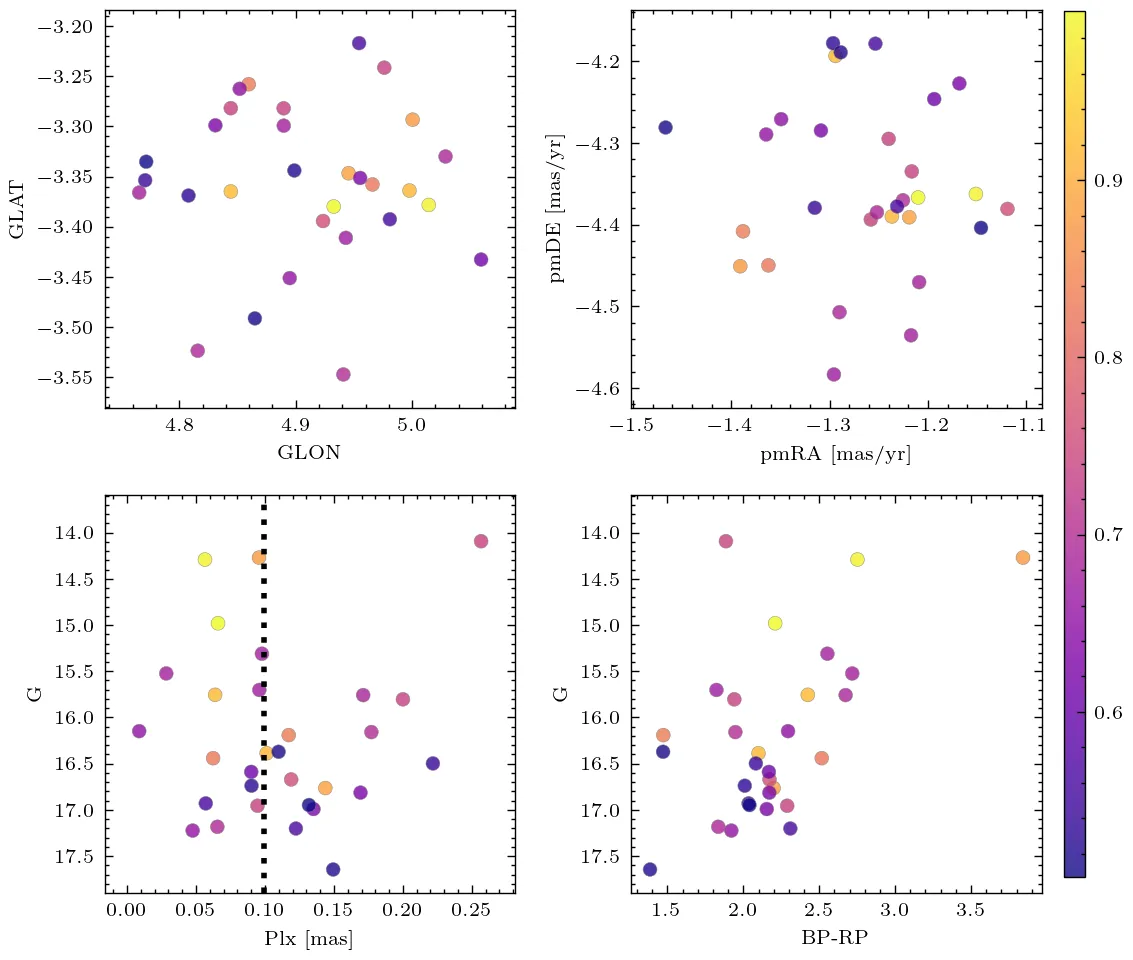 −3.20
−3.25
−3.30
−3.35
−3.40
−3.45
−3.50
−3.55
GLAT
4.8 4.9 5.0
GLON
−4.2
−4.3
−4.4
−4.5
−4.6
pmDE [mas/yr]
−1.5 −1.4 −1.3 −1.2 −1.1
pmRA [mas/yr]
0.9
0.8
0.7
0.6
14.0
14.5
15.0
15.5
16.0
16.5
17.0
17.5
G
0.00 0.05 0.10 0.15 0.20 0.25
Plx [mas]
14.0
14.5
15.0
15.5
16.0
16.5
17.0
17.5
G
1.5 2.0 2.5 3.0 3.5
BP-RP